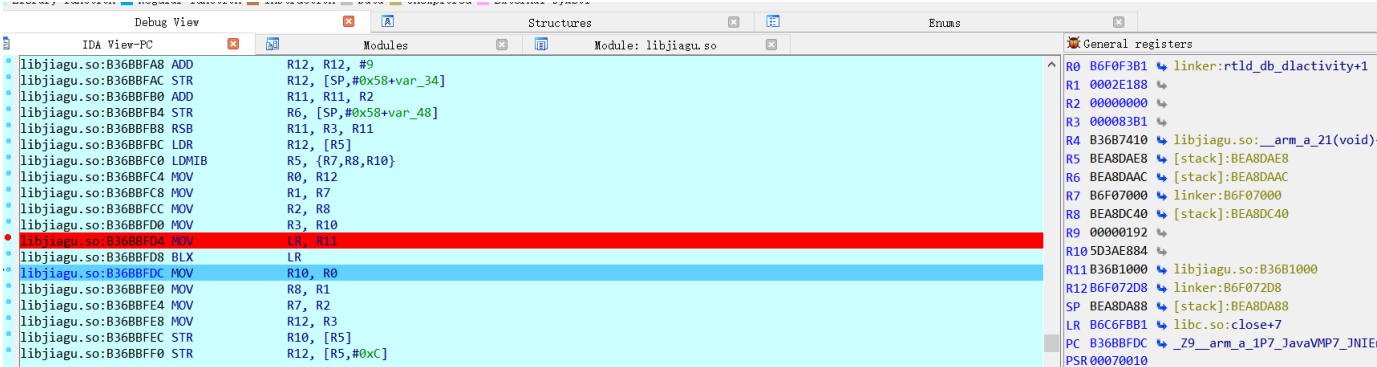 Debug View
Structures
Enums
IDA View-PC
Modules
Module: libjiagu.so
General registers
libjiagu.so:B36BBFA8 ADD R12, R12, #9
libjiagu.so:B36BBFAC STR R12, [SP,#0x58+var_34]
libjiagu.so:B36BBFB0 ADD R11, R11, R2
libjiagu.so:B36BBFB4 STR R6, [SP,#0x58+var_48]
libjiagu.so:B36BBFB8 RSB R11, R3, R11
libjiagu.so:B36BBFBC LDR R12, [R5]
libjiagu.so:B36BBFC0 LDMIB R5, {R7,R8,R10}
libjiagu.so:B36BBFC4 MOV R0, R12
libjiagu.so:B36BBFC8 MOV R1, R7
libjiagu.so:B36BBFCC MOV R2, R8
libjiagu.so:B36BBFD0 MOV R3, R10
libjiagu.so:B36BBFD4 MOV LR, R11
libjiagu.so:B36BBFD8 BLX LR
libjiagu.so:B36BBFDC MOV R10, R0
libjiagu.so:B36BBFE0 MOV R8, R1
libjiagu.so:B36BBFE4 MOV R7, R2
libjiagu.so:B36BBFE8 MOV R12, R3
libjiagu.so:B36BBFEC STR R10, [R5]
libjiagu.so:B36BBFF0 STR R12, [R5,#0xC]
R0 B6F0F3B1 linker:rtld_db_dlactivity+1
R1 0002E188
R2 00000000
R3 000083B1
R4 B36B7410 libjiagu.so:__arm_a_21(void)
R5 BEA8DAE8 [stack]:BEA8DAE8
R6 BEA8DAAC [stack]:BEA8DAAC
R7 B6F07000 linker:B6F07000
R8 BEA8DC40 [stack]:BEA8DC40
R9 00000192
R10 5D3AE884
R11 B36B1000 libjiagu.so:B36B1000
R12 B6F072D8 linker:B6F072D8
SP BEA8DA88 [stack]:BEA8DA88
LR B6C6FBB1 libc.so:close+7
PC B36BBFDC _Z9__arm_a_1P7_JavaVMP7_JNIEn
PSR 00070010